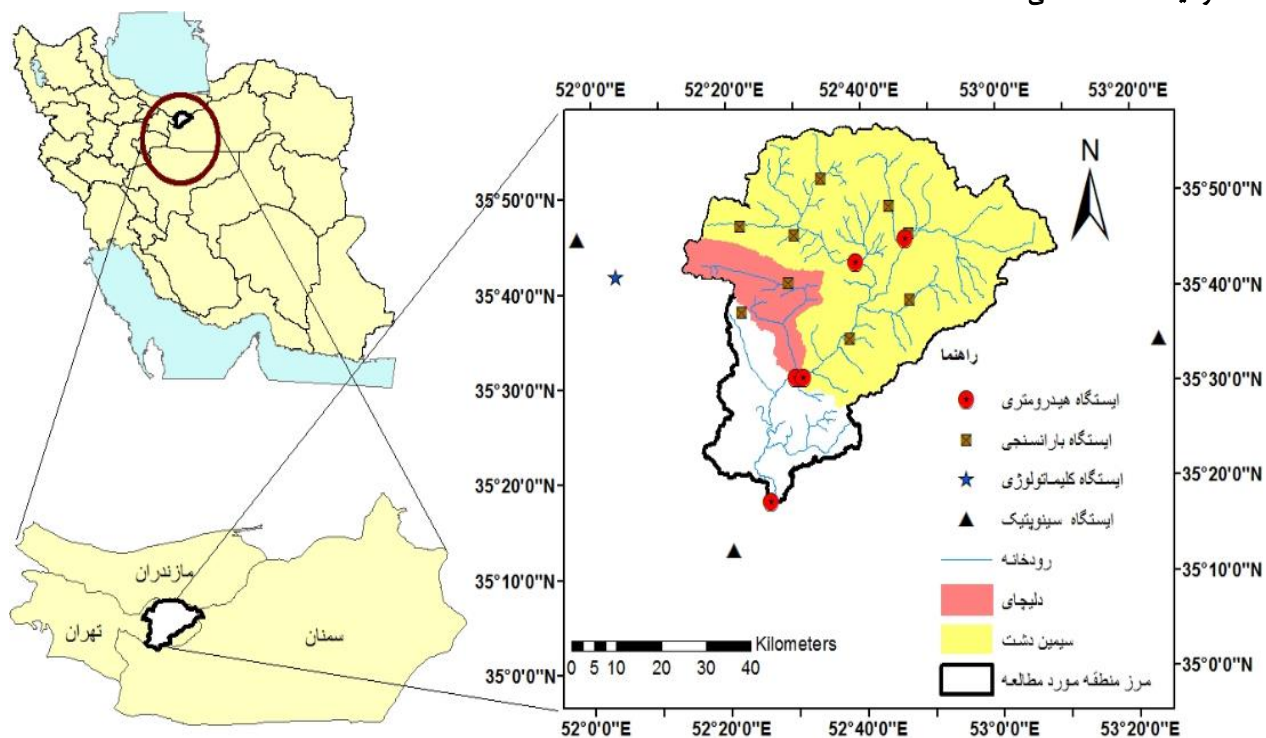 52°0'0"E 52°20'0"E 52°40'0"E 53°0'0"E 53°20'0"E
N
35°50'0"N 35°50'0"N
35°40'0"N 35°40'0"N
35°30'0"N 35°30'0"N
35°20'0"N 35°20'0"N
35°10'0"N 35°10'0"N
35°0'0"N 35°0'0"N
راهنما
ایستگاه هیدرومتری
ایستگاه بارانسنجی
ایستگاه کلیماتولوژی
ایستگاه سینوپتیک
رودخانه
دلیچای
سیمین دشت
مرز منطقه مورد مطالعه
Kilometers
0 5 10 20 30 40
52°0'0"E 52°20'0"E 52°40'0"E 53°0'0"E 53°20'0"E
مازندران
تهران
سمنان